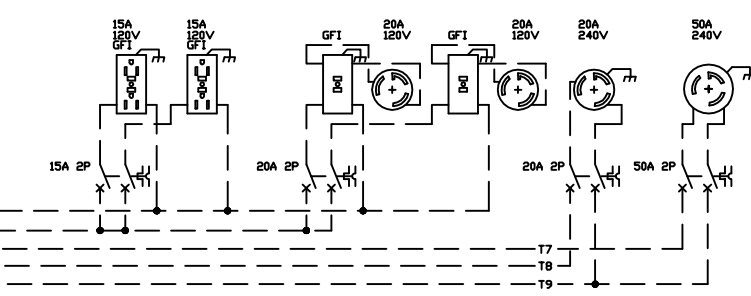 15A
120V
GFI
15A
120V
GFI
GFI
20A
120V
GFI
20A
120V
20A
240V
50A
240V
15A 2P
20A 2P
20A 2P
50A 2P
T7
T8
T9